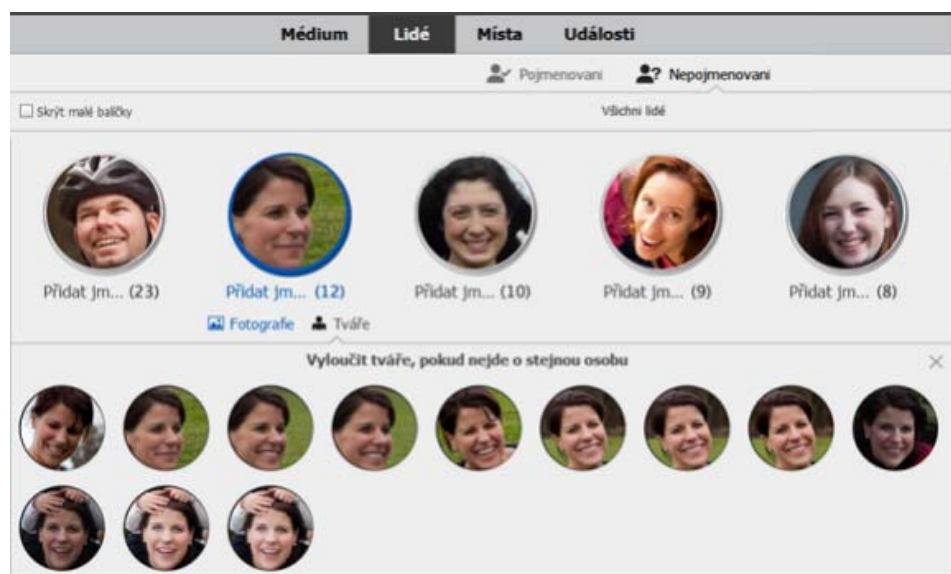 Médium Lidé Místa Události
Pojmenovaní Nepojmenovaní
Skrýt malé balíčky Všichni lidé
Přidat jm... (23) Přidat jm... (12) Přidat jm... (10) Přidat jm... (9) Přidat jm... (8)
Fotografie Tváře
Vyloučit tváře, pokud nejde o stejnou osobu